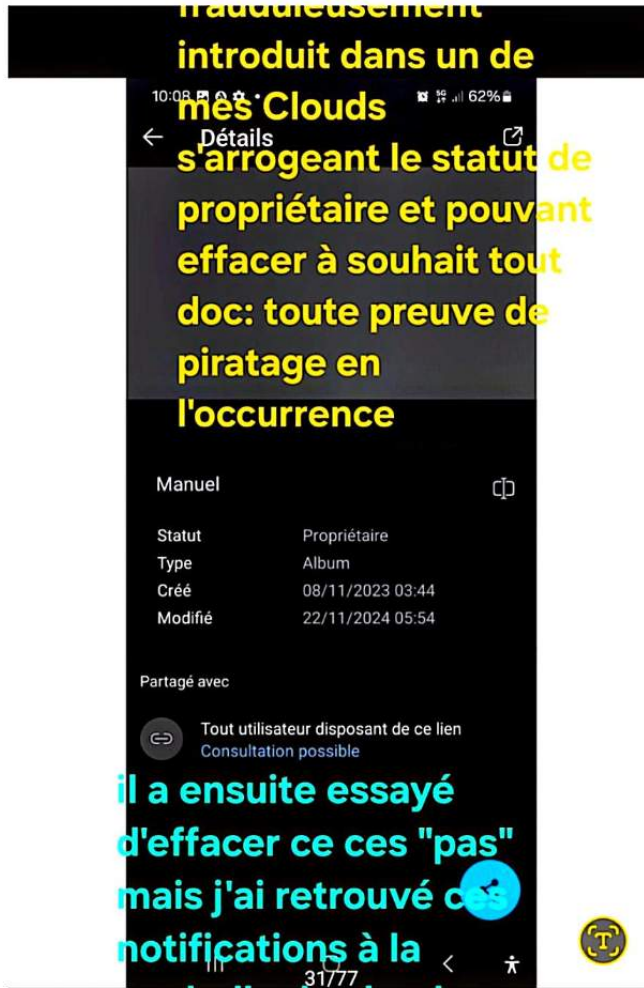 frauduleusement
introduit dans un de
10:08 5G 62%
mes Clouds
Détails
s'arrogeant le statut de
propriétaire et pouvant
effacer à souhait tout
doc: toute preuve de
piratage en
l'occurrence
Manuel
Statut Propriétaire
Type Album
Créé 08/11/2023 03:44
Modifié 22/11/2024 05:54
Partagé avec
Tout utilisateur disposant de ce lien
Consultation possible
il a ensuite essayé
d'effacer ce ces "pas"
mais j'ai retrouvé ces
notifications à la
31/77
T